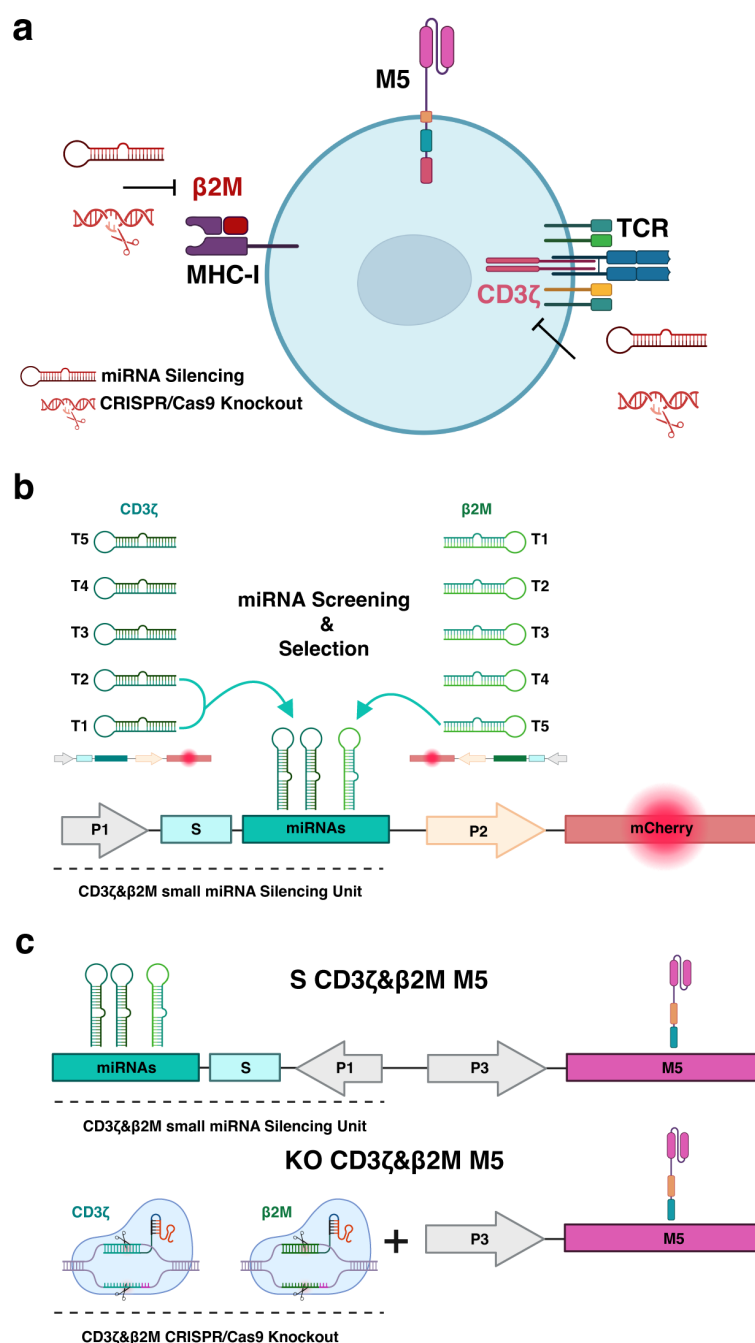 a
M5
β2M
MHC-I
TCR
CD3ζ
miRNA Silencing
CRISPR/Cas9 Knockout
b
CD3ζ
β2M
T5
T1
T4
T2
miRNA Screening
&
Selection
T3
T3
T2
T4
T1
T5
P1
S
miRNAs
P2
mCherry
CD3ζ&β2M small miRNA Silencing Unit
c
S CD3ζ&β2M M5
miRNAs
S
P1
P3
M5
CD3ζ&β2M small miRNA Silencing Unit
KO CD3ζ&β2M M5
CD3ζ
β2M
+
P3
M5
CD3ζ&β2M CRISPR/Cas9 Knockout